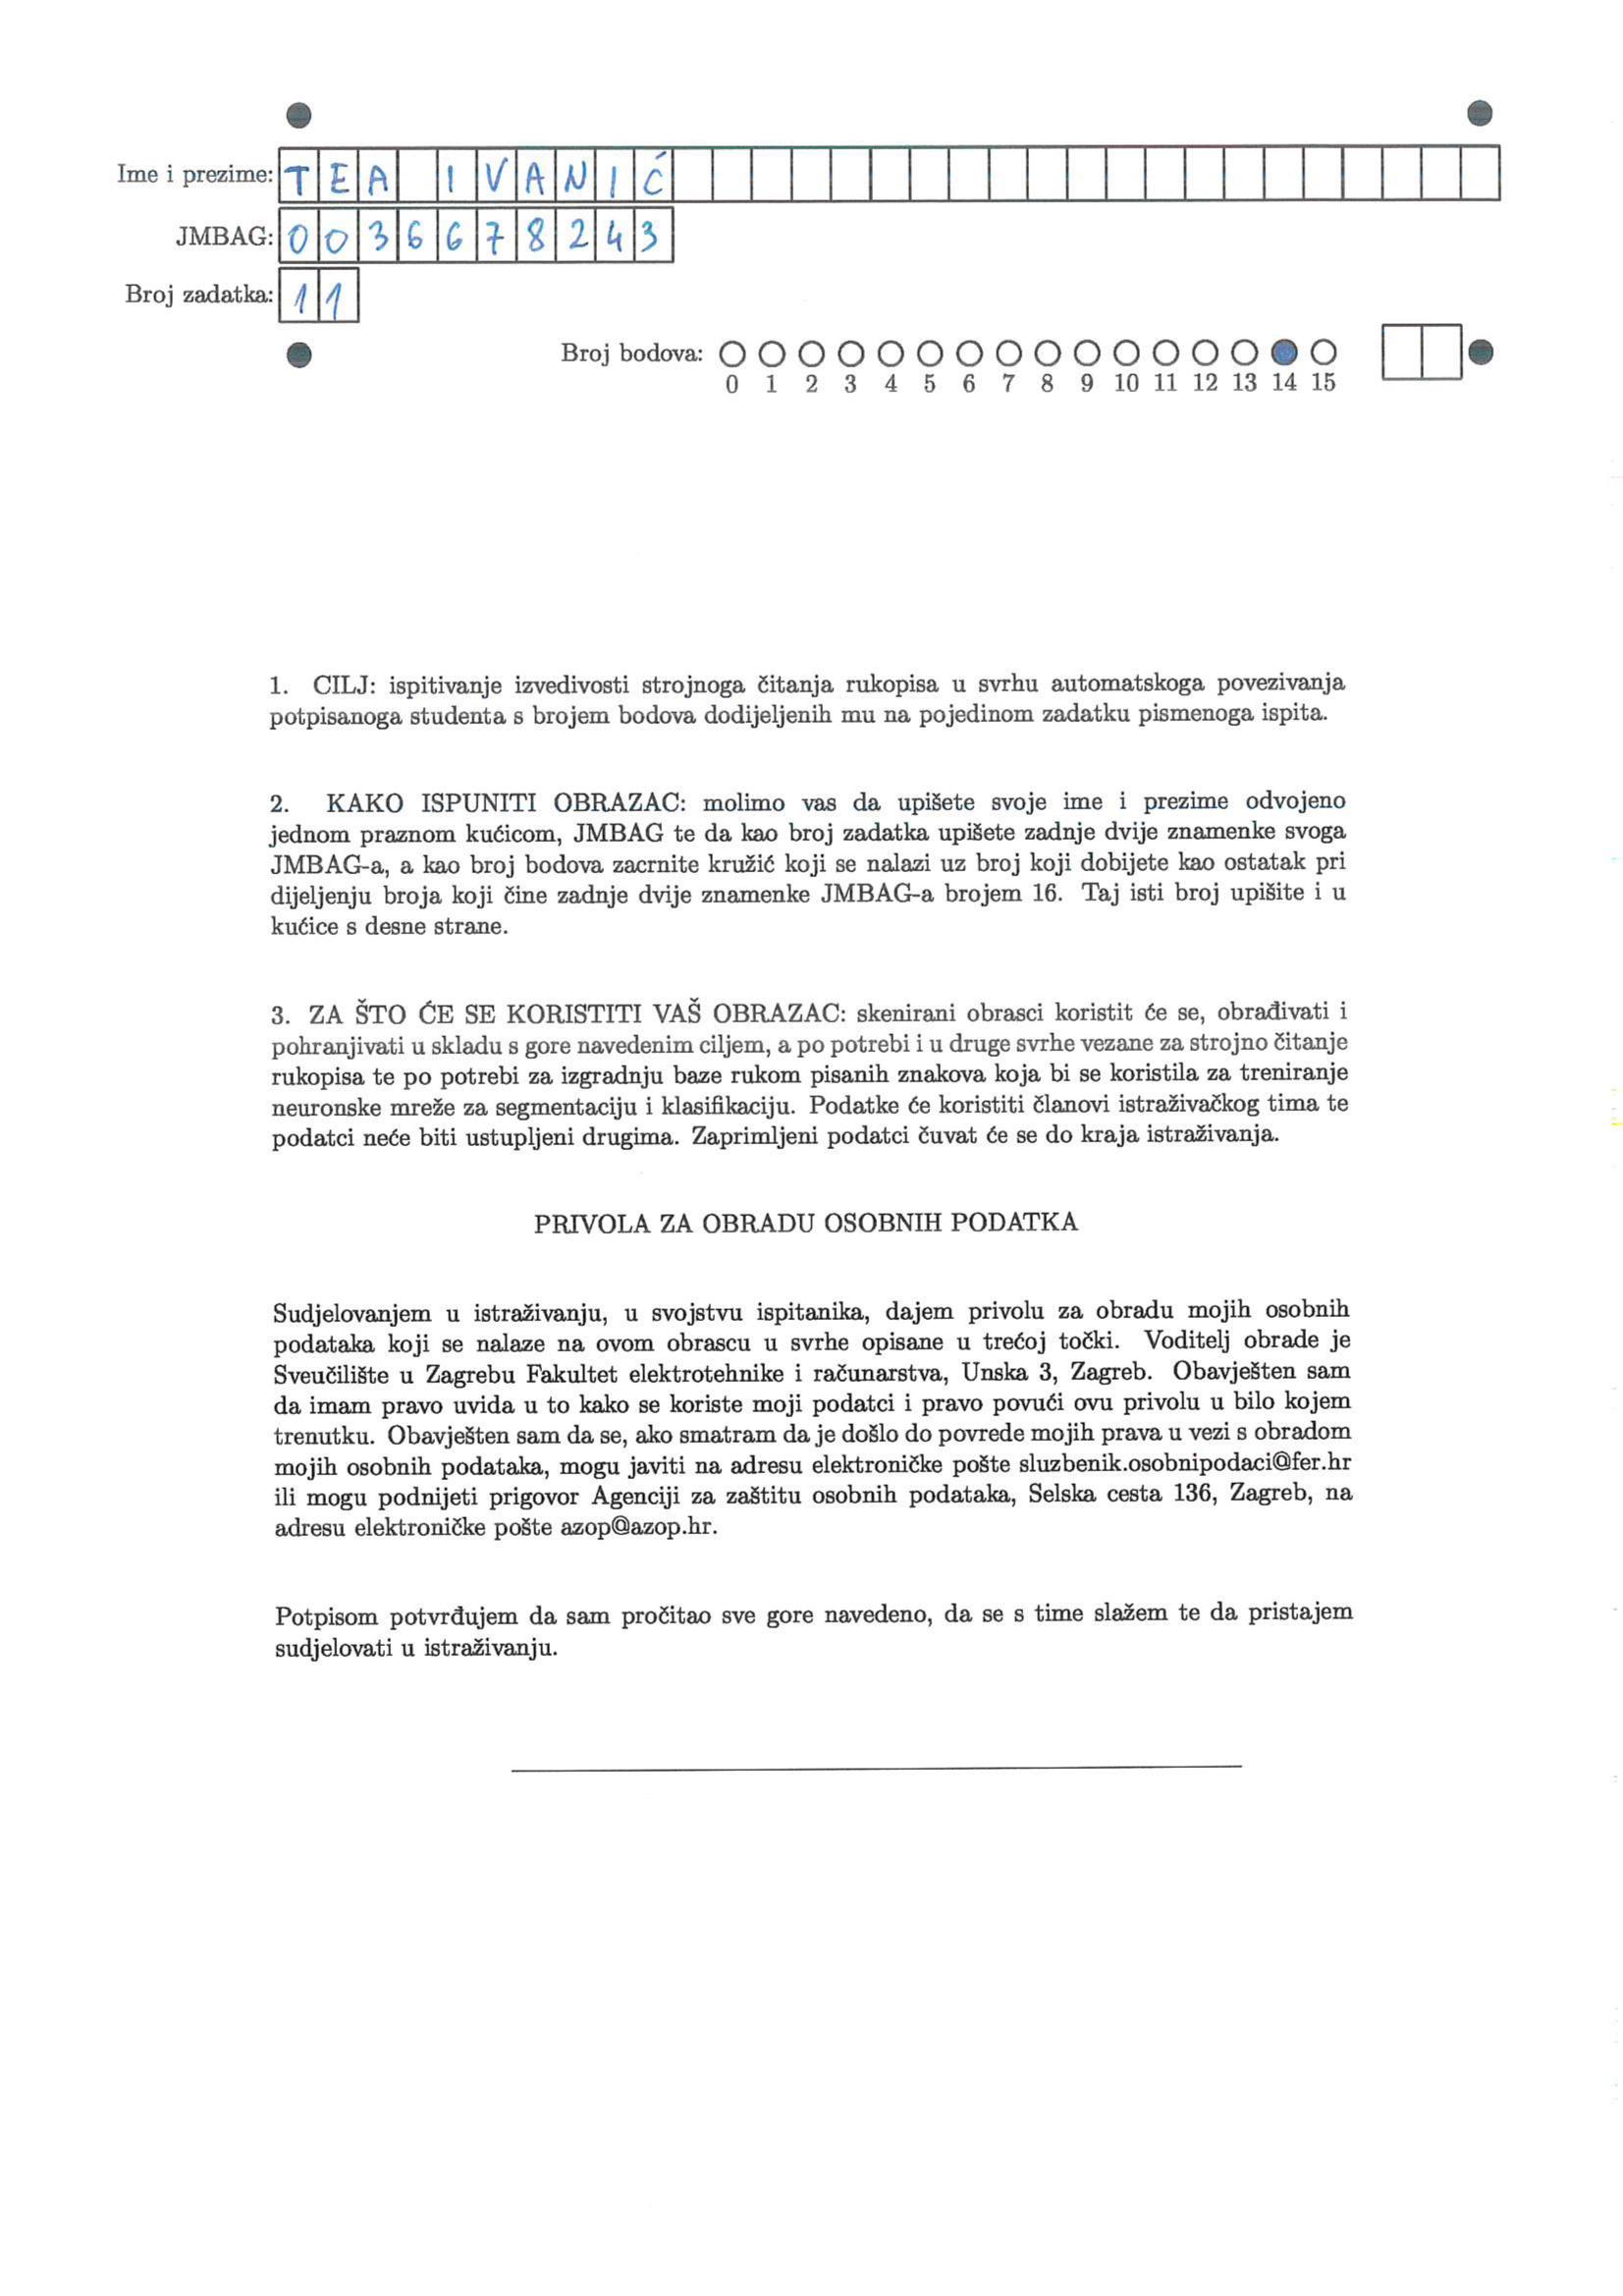 Ime i prezime: TEA IVANIĆ
JMBAG: 0036678243
Broj zadatka: 11
Broj bodova:
0 1 2 3 4 5 6 7 8 9 10 11 12 13 14 15
1. CILJ: ispitivanje izvedivosti strojnoga čitanja rukopisa u svrhu automatskoga povezivanja
potpisanoga studenta s brojem bodova dodijeljenih mu na pojedinom zadatku pismenoga ispita.
2. KAKO ISPUNITI OBRAZAC: molimo vas da upišete svoje ime i prezime odvojeno
jednom praznom kućicom, JMBAG te da kao broj zadatka upišete zadnje dvije znamenke svoga
JMBAG-a, a kao broj bodova zacrnite kružić koji se nalazi uz broj koji dobijete kao ostatak pri
dijeljenju broja koji čine zadnje dvije znamenke JMBAG-a brojem 16. Taj isti broj upišite i u
kućice s desne strane.
3. ZA ŠTO ĆE SE KORISTITI VAŠ OBRAZAC: skenirani obrasci koristit će se, obrađivati i
pohranjivati u skladu s gore navedenim ciljem, a po potrebi i u druge svrhe vezane za strojno čitanje
rukopisa te po potrebi za izgradnju baze rukom pisanih znakova koja bi se koristila za treniranje
neuronske mreže za segmentaciju i klasifikaciju. Podatke će koristiti članovi istraživačkog tima te
podatci neće biti ustupljeni drugima. Zaprimljeni podatci čuvat će se do kraja istraživanja.
PRIVOLA ZA OBRADU OSOBNIH PODATKA
Sudjelovanjem u istraživanju, u svojstvu ispitanika, dajem privolu za obradu mojih osobnih
podataka koji se nalaze na ovom obrascu u svrhe opisane u trećoj točki. Voditelj obrade je
Sveučilište u Zagrebu Fakultet elektrotehnike i računarstva, Unska 3, Zagreb. Obavješten sam
da imam pravo uvida u to kako se koriste moji podatci i pravo povući ovu privolu u bilo kojem
trenutku. Obavješten sam da se, ako smatram da je došlo do povrede mojih prava u vezi s obradom
mojih osobnih podataka, mogu javiti na adresu elektroničke pošte sluzbenik.osobnipodaci@fer.hr
ili mogu podnijeti prigovor Agenciji za zaštitu osobnih podataka, Selska cesta 136, Zagreb, na
adresu elektroničke pošte azop@azop.hr.
Potpisom potvrđujem da sam pročitao sve gore navedeno, da se s time slažem te da pristajem
sudjelovati u istraživanju.